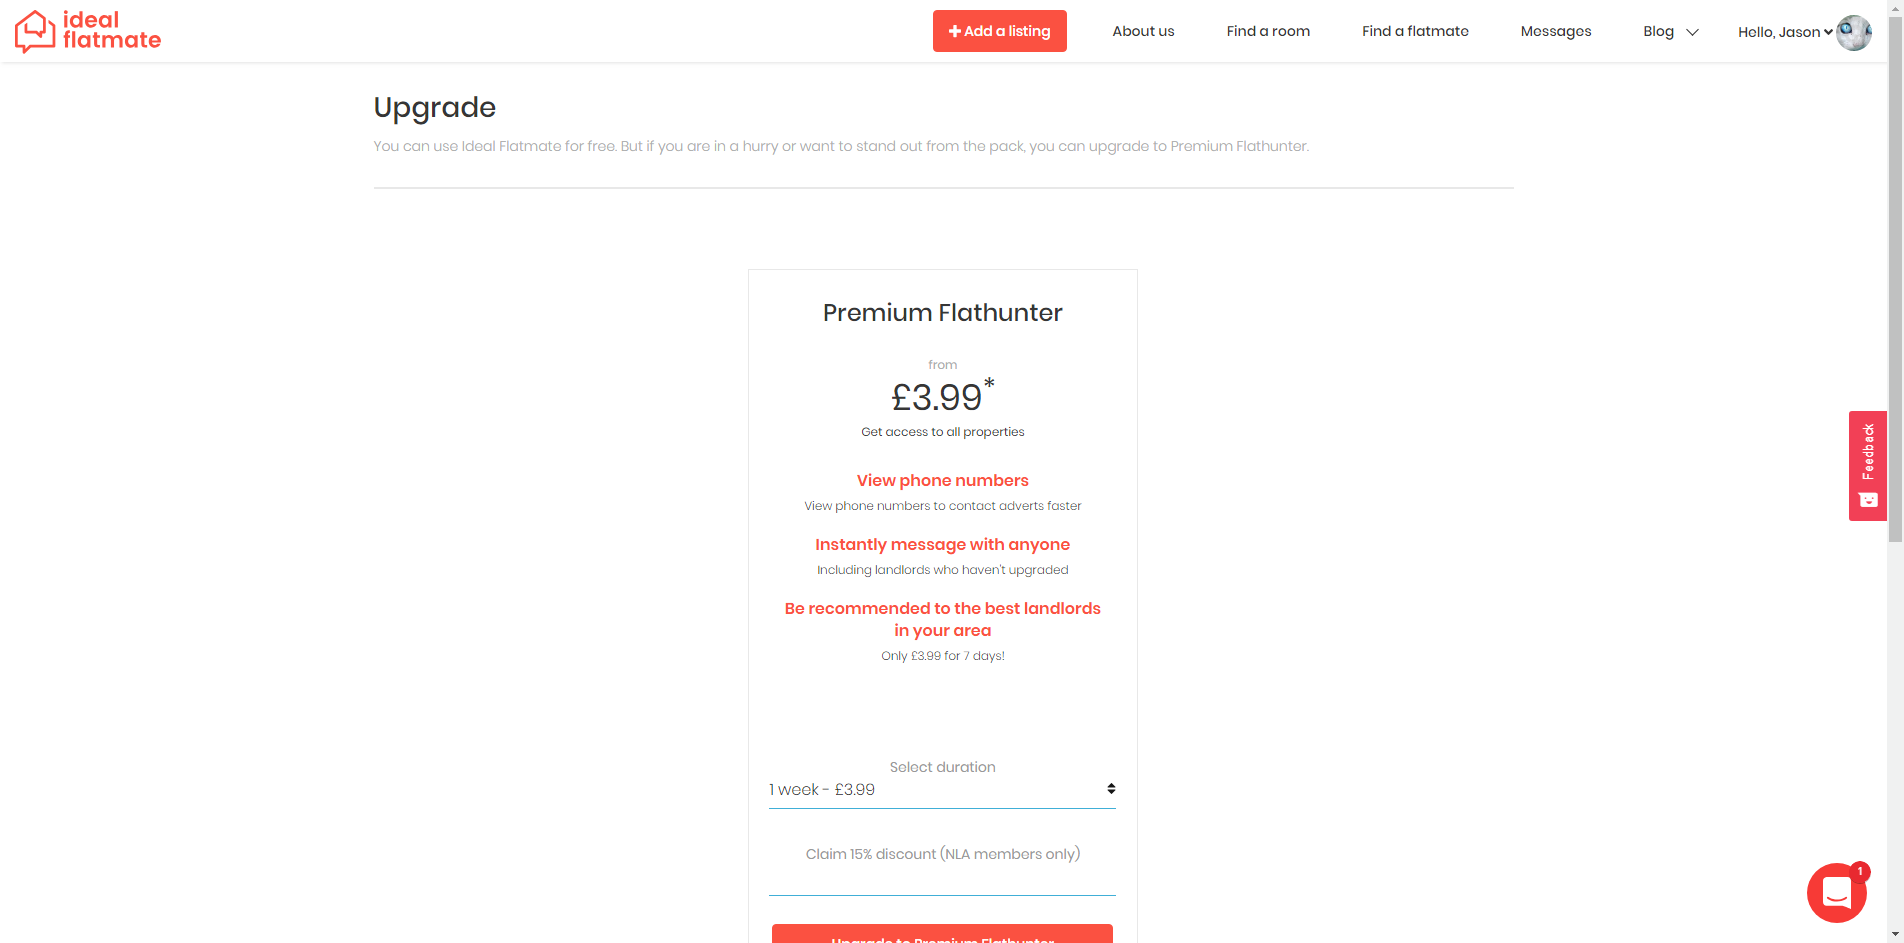 ideal
flatmate
Add a listing
About us
Find a room
Find a flatmate
Messages
Blog
Hello, Jason
Upgrade
You can use Ideal Flatmate for free. But if you are in a hurry or want to stand out from the pack, you can upgrade to Premium Flathunter.
Premium Flathunter
from
£3.99*
Get access to all properties
View phone numbers
View phone numbers to contact adverts faster
Instantly message with anyone
Including landlords who haven't upgraded
Be recommended to the best landlords
in your area
Only £3.99 for 7 days!
Select duration
1 week - £3.99
Claim 15% discount (NLA members only)
Upgrade to Premium Flathunter
Feedback
1